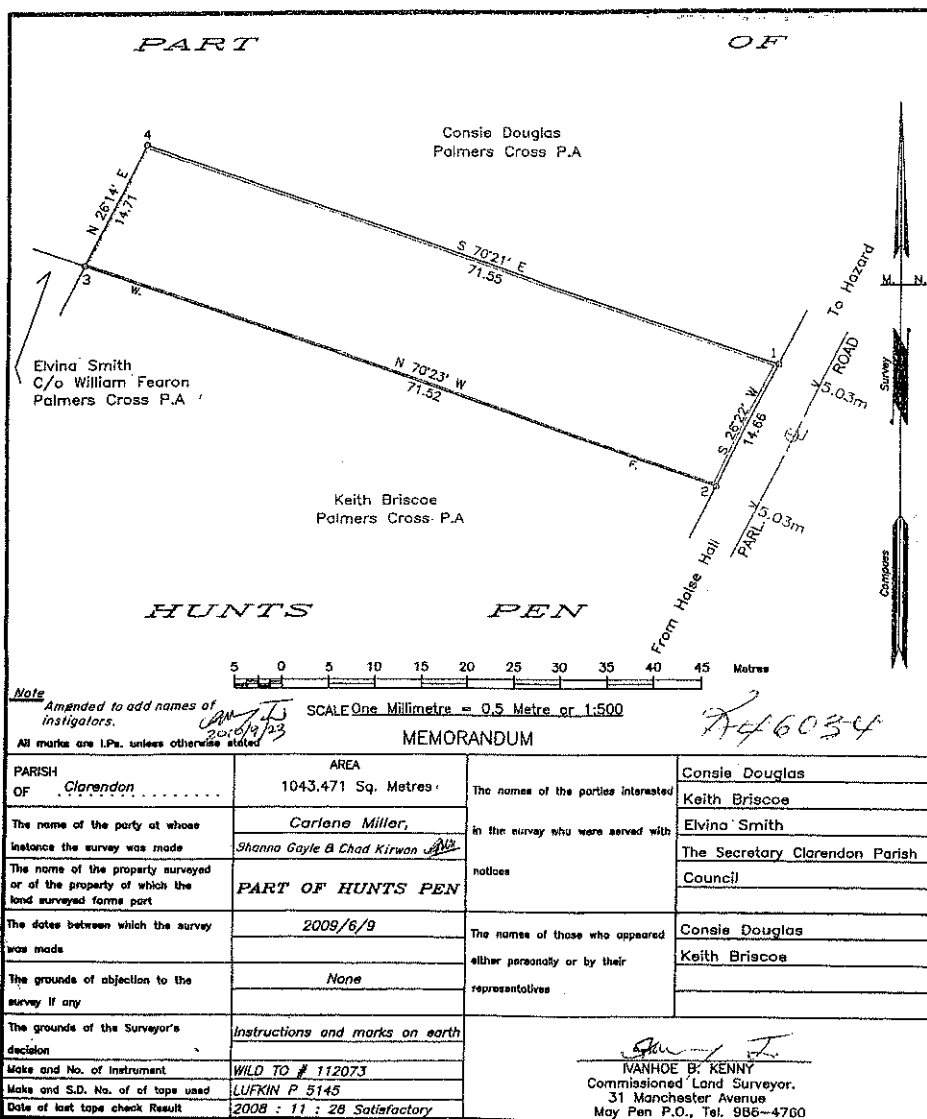 PART OF
Consie Douglas
Palmers Cross P.A
4
N 26°14' E
14.71
S 70°21' E
71.55
To Hazard
M. N.
3
W.
1
ROAD
5.03m
Survey
Elvina Smith
C/o William Fearon
Palmers Cross P.A
N 70°23' W
71.52
S 26°22' W
14.66
F.
2
Keith Briscoe
Palmers Cross P.A
PARL.
5.03m
From Halse Hall
Compass
HUNTS PEN
5 0 5 10 15 20 25 30 35 40 45 Metres
Note
Amended to add names of
instigators.
2016/9/23
SCALE One Millimetre = 0.5 Metre or 1:500
All marks are I.Ps. unless otherwise stated
MEMORANDUM
46034
PARISH
OF Clarendon
AREA
1043.471 Sq. Metres
The name of the party at whose
instance the survey was made
Carlene Miller,
Shanna Gayle & Chad Kirwan
The name of the property surveyed
or of the property of which the
land surveyed forms part
PART OF HUNTS PEN
The dates between which the survey
was made
2009/6/9
The grounds of objection to the
survey if any
None
The grounds of the Surveyor's
decision
Instructions and marks on earth
Make and No. of Instrument
WILD TO # 112073
Make and S.D. No. of of tape used
LUFKIN P 5145
Date of last tape check Result
2008 : 11 : 28 Satisfactory
The names of the parties interested
in the survey who were served with
notices
Consie Douglas
Keith Briscoe
Elvina Smith
The Secretary Clarendon Parish
Council
The names of those who appeared
either personally or by their
representatives
Consie Douglas
Keith Briscoe
IVANHOE B. KENNY
Commissioned Land Surveyor.
31 Manchester Avenue
May Pen P.O., Tel. 986-4760